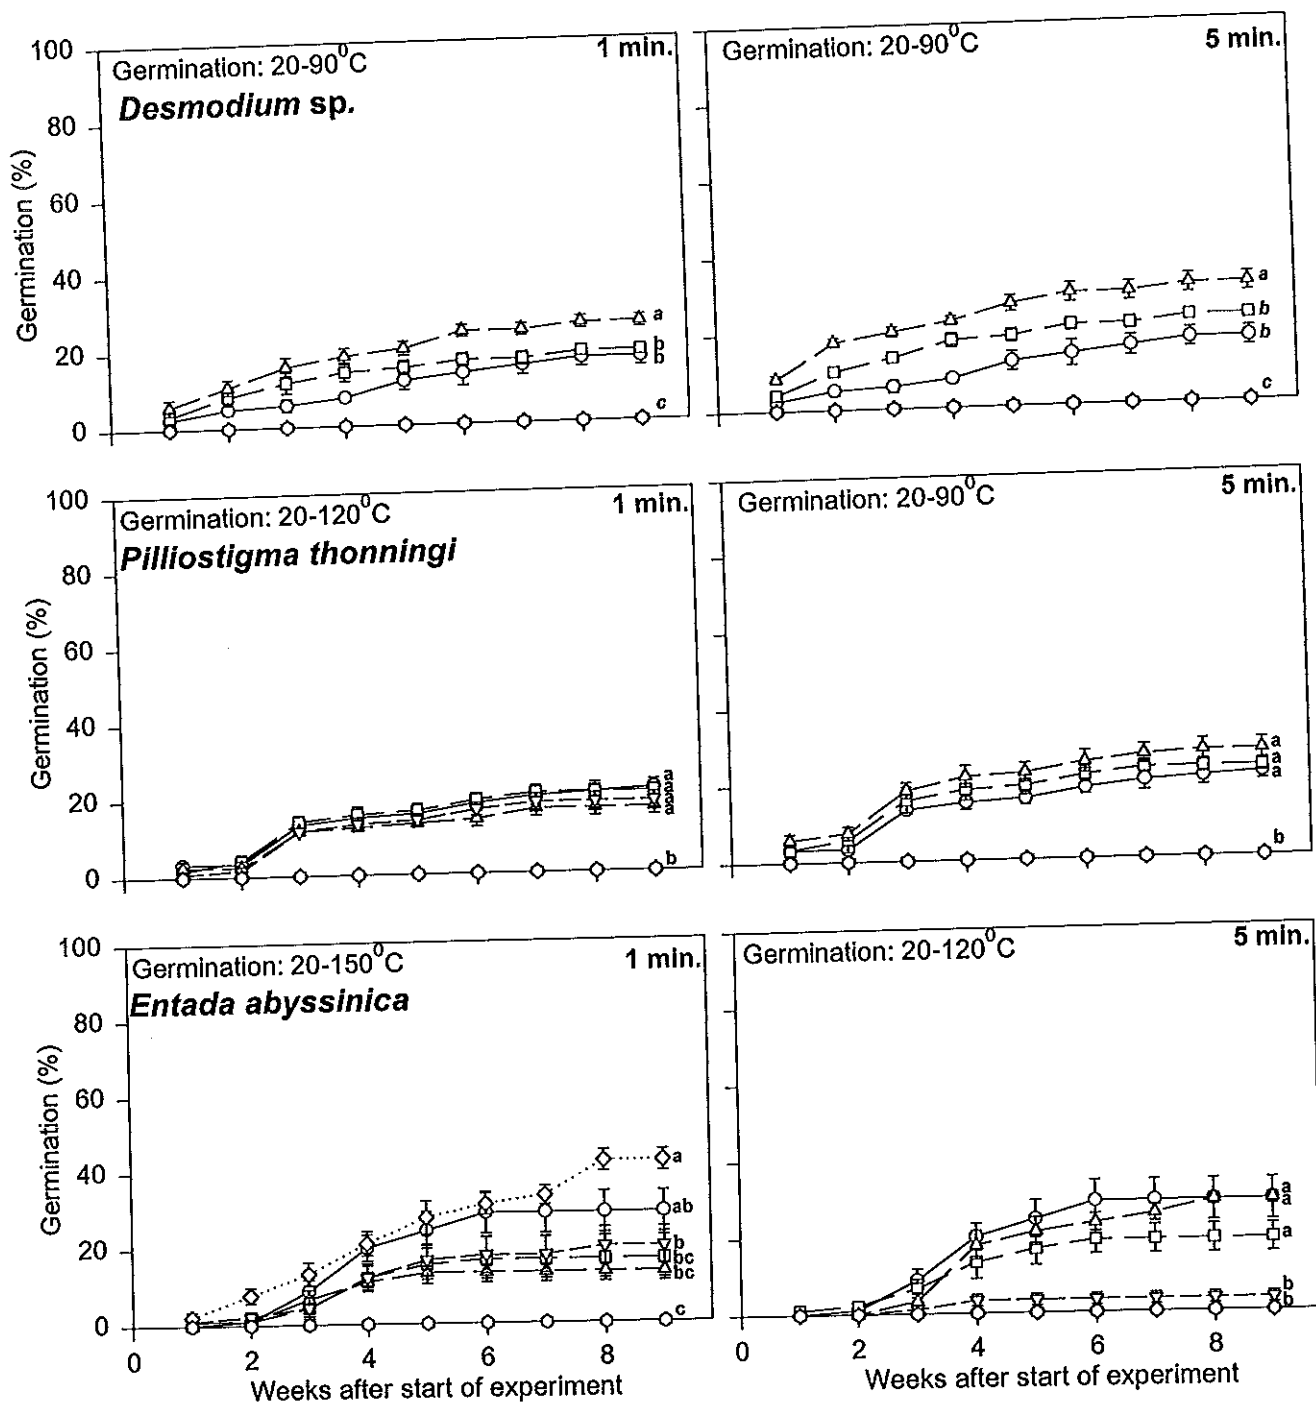 100
80
60
40
20
0
Germination (%)
Germination: 20-90⁰C
1 min.
Desmodium sp.
a
b
b
c
Germination: 20-90⁰C
5 min.
a
b
b
c
100
80
60
40
20
0
Germination (%)
Germination: 20-120⁰C
1 min.
Pilliostigma thonningi
a
a
a
a
b
Germination: 20-90⁰C
5 min.
a
a
a
b
100
80
60
40
20
0
Germination (%)
Germination: 20-150⁰C
1 min.
Entada abyssinica
a
ab
b
bc
bc
c
0 2 4 6 8
Weeks after start of experiment
Germination: 20-120⁰C
5 min.
a
a
a
b
b
0 2 4 6 8
Weeks after start of experiment